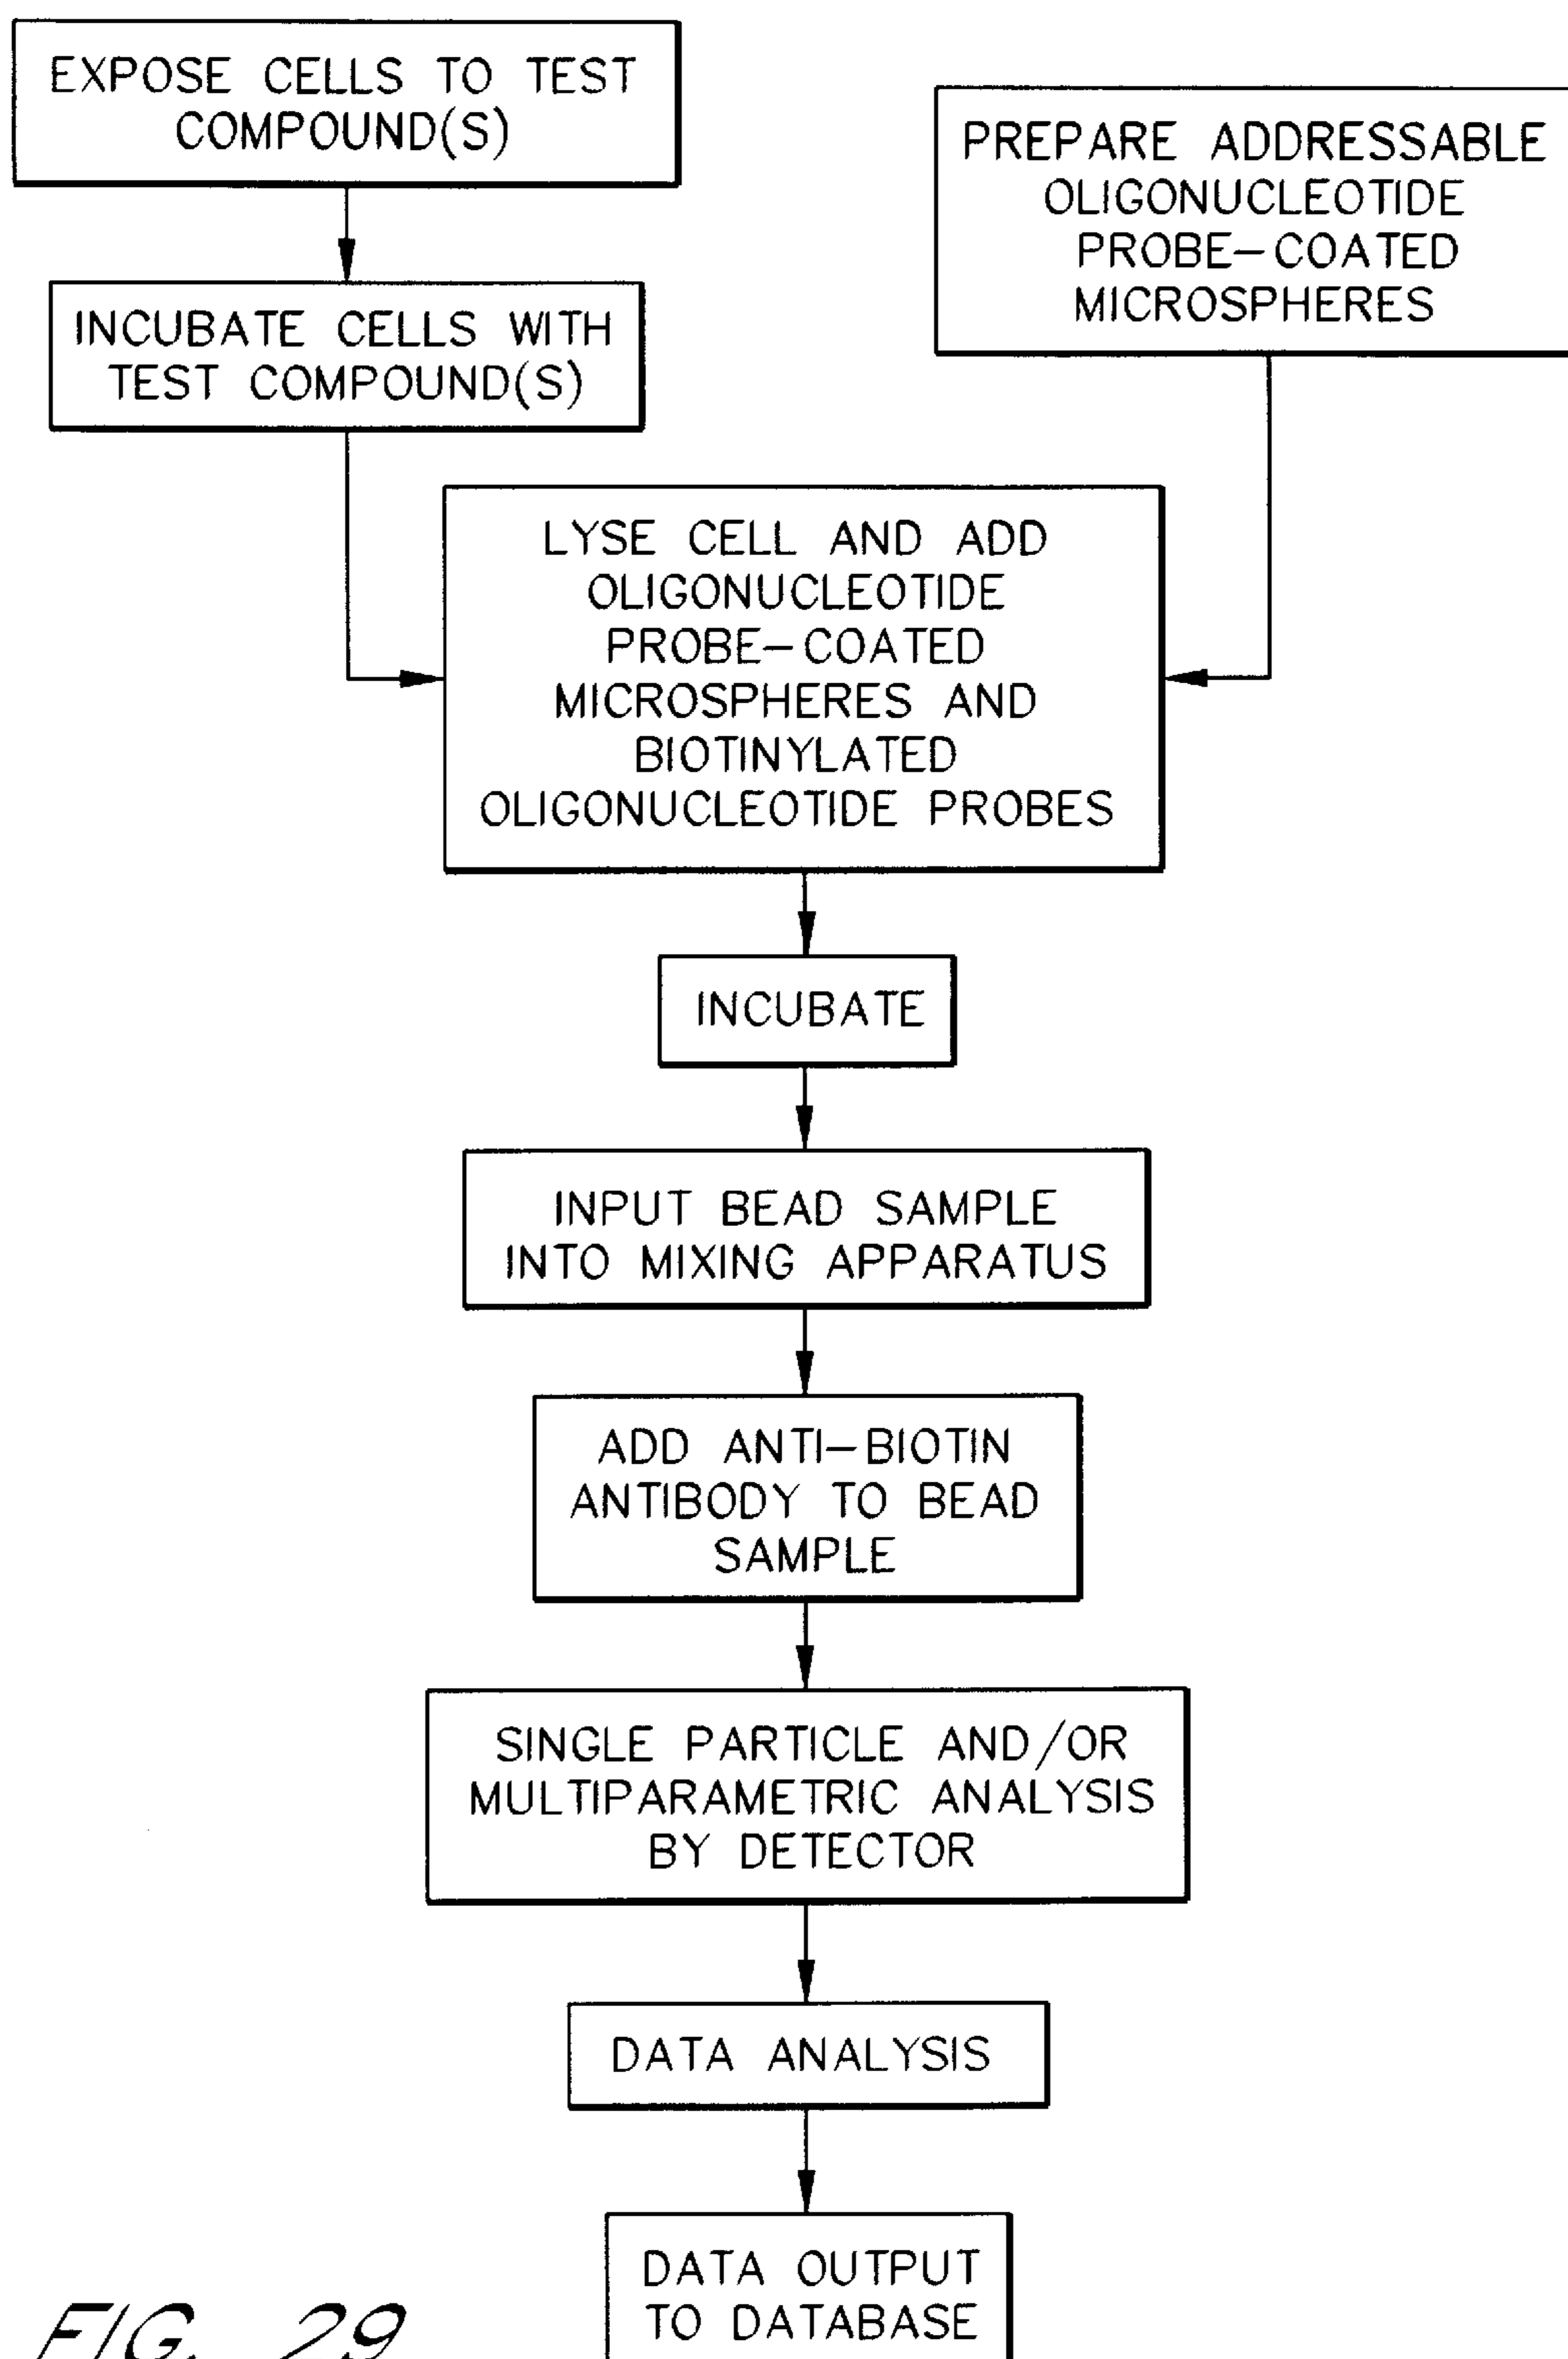 EXPOSE CELLS TO TEST
COMPOUND(S)
PREPARE ADDRESSABLE
OLIGONUCLEOTIDE
PROBE-COATED
MICROSPHERES
INCUBATE CELLS WITH
TEST COMPOUND(S)
LYSE CELL AND ADD
OLIGONUCLEOTIDE
PROBE-COATED
MICROSPHERES AND
BIOTINYLATED
OLIGONUCLEOTIDE PROBES
INCUBATE
INPUT BEAD SAMPLE
INTO MIXING APPARATUS
ADD ANTI-BIOTIN
ANTIBODY TO BEAD
SAMPLE
SINGLE PARTICLE AND/OR
MULTIPARAMETRIC ANALYSIS
BY DETECTOR
DATA ANALYSIS
DATA OUTPUT
TO DATABASE
FIG. 29